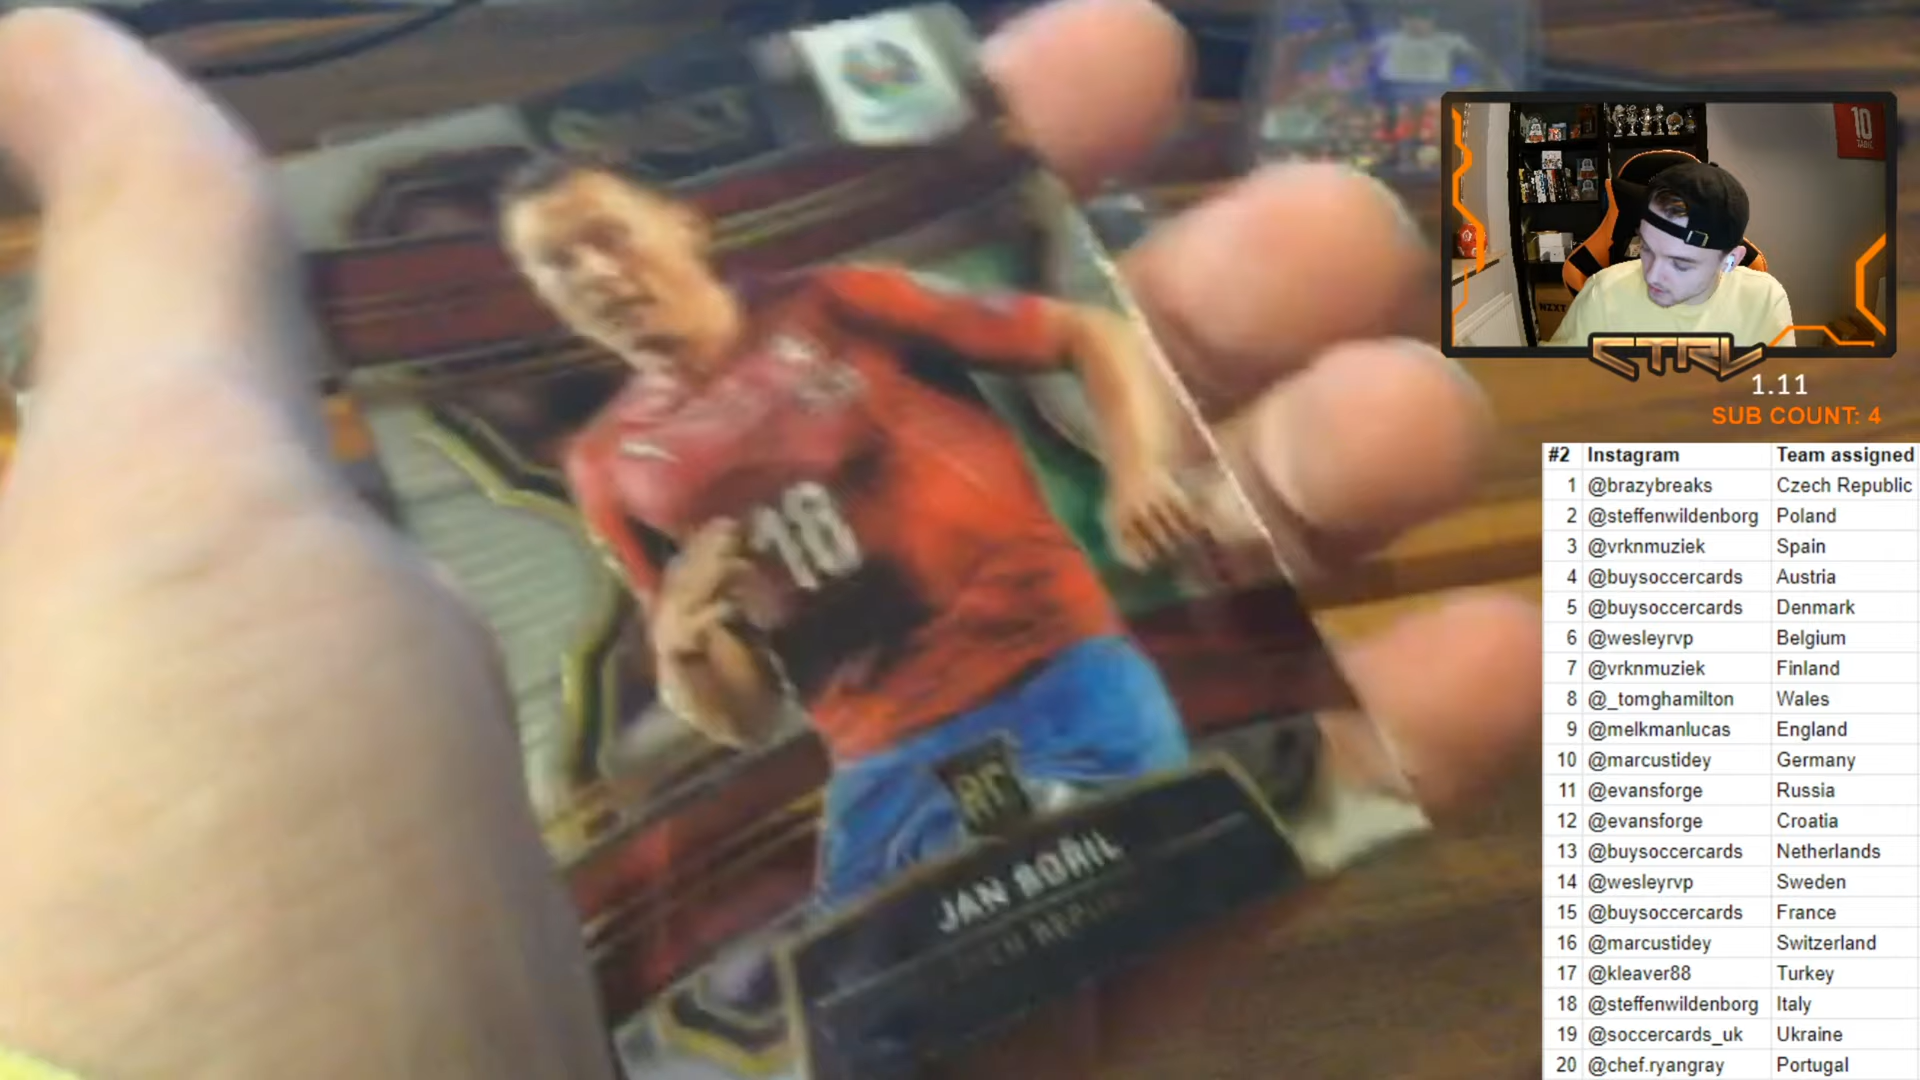 18
RC
JAN BOŘIL
10
NZXT
CTRL
1.11
SUB COUNT: 4
#2 Instagram Team assigned
1 @brazybreaks Czech Republic
2 @steffenwildenborg Poland
3 @vrknmuziek Spain
4 @buysoccercards Austria
5 @buysoccercards Denmark
6 @wesleyrvp Belgium
7 @vrknmuziek Finland
8 @_tomghamilton Wales
9 @melkmanlucas England
10 @marcustidey Germany
11 @evansforge Russia
12 @evansforge Croatia
13 @buysoccercards Netherlands
14 @wesleyrvp Sweden
15 @buysoccercards France
16 @marcustidey Switzerland
17 @kleaver88 Turkey
18 @steffenwildenborg Italy
19 @soccercards_uk Ukraine
20 @chef.ryangray Portugal